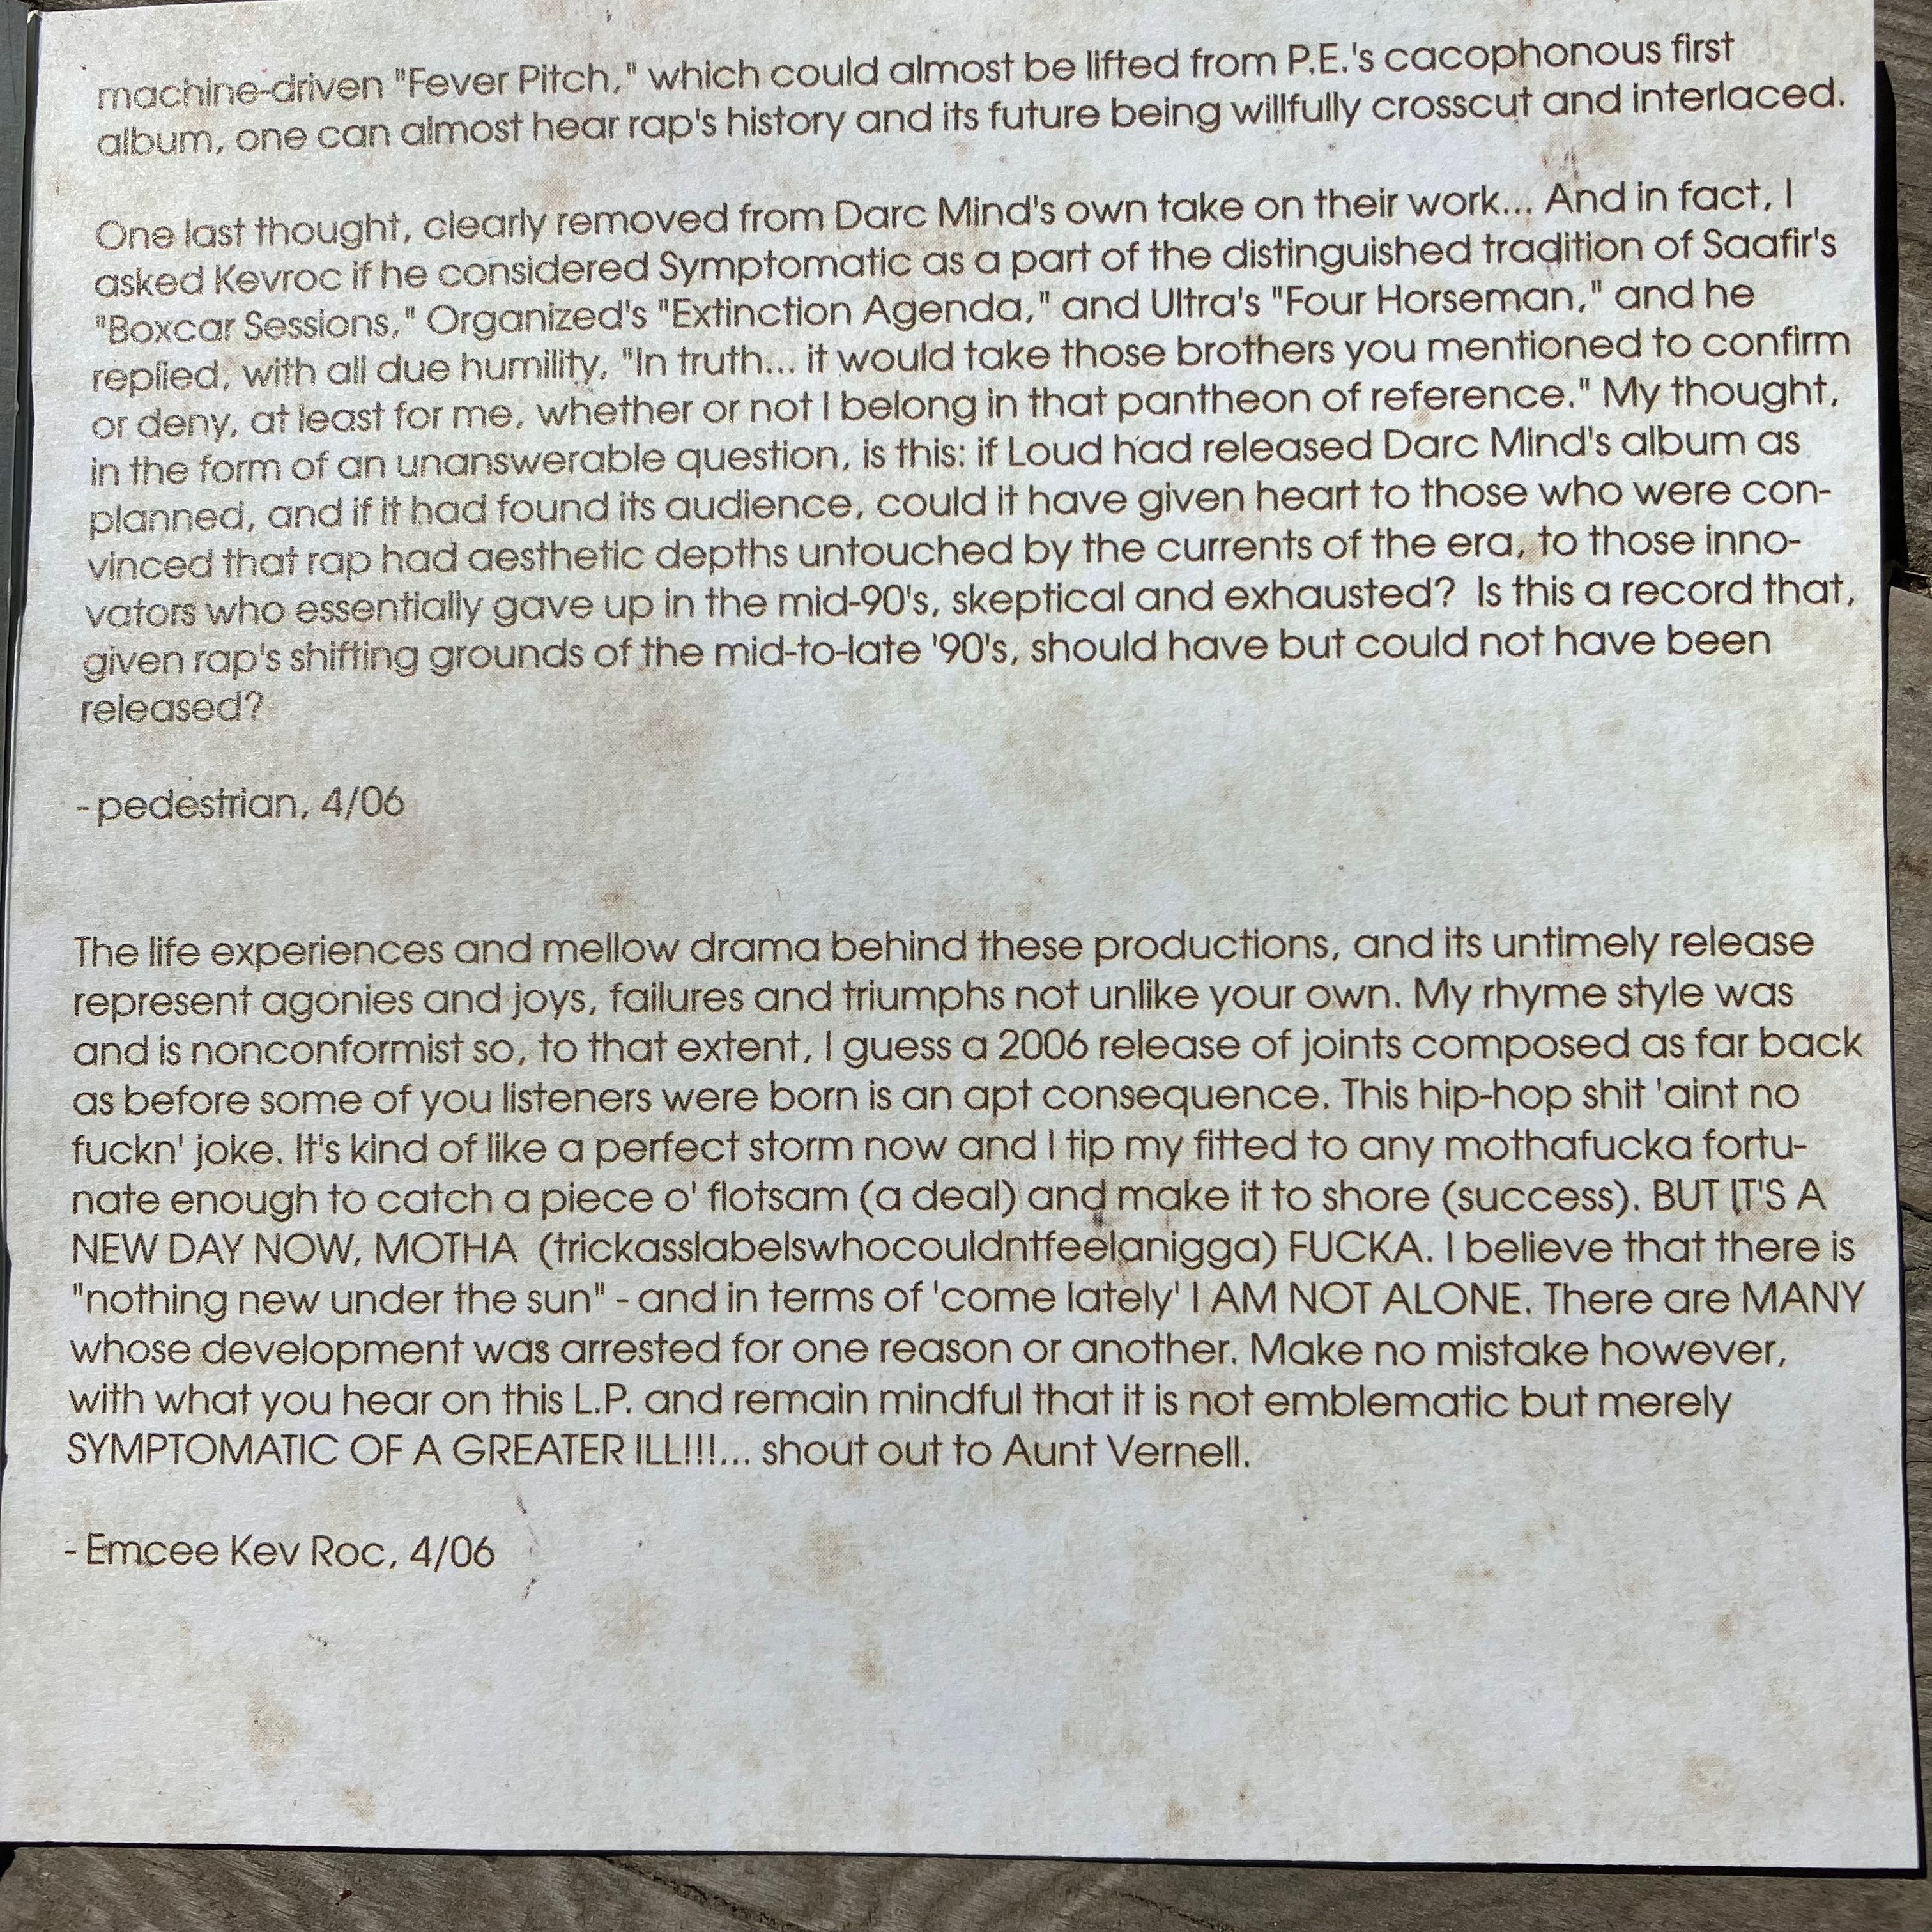 machine-driven "Fever Pitch," which could almost be lifted from P.E.'s cacophonous first
album, one can almost hear rap's history and its future being willfully crosscut and interlaced.
One last thought, clearly removed from Darc Mind's own take on their work... And in fact, I
asked Kevroc if he considered Symptomatic as a part of the distinguished tradition of Saafir's
"Boxcar Sessions," Organized's "Extinction Agenda," and Ultra's "Four Horseman," and he
replied, with all due humility, "In truth... it would take those brothers you mentioned to confirm
or deny, at least for me, whether or not I belong in that pantheon of reference." My thought,
in the form of an unanswerable question, is this: if Loud had released Darc Mind's album as
planned, and if it had found its audience, could it have given heart to those who were con-
vinced that rap had aesthetic depths untouched by the currents of the era, to those inno-
vators who essentially gave up in the mid-90's, skeptical and exhausted?  Is this a record that,
given rap's shifting grounds of the mid-to-late '90's, should have but could not have been
released?
- pedestrian, 4/06
The life experiences and mellow drama behind these productions, and its untimely release
represent agonies and joys, failures and triumphs not unlike your own. My rhyme style was
and is nonconformist so, to that extent, I guess a 2006 release of joints composed as far back
as before some of you listeners were born is an apt consequence. This hip-hop shit 'aint no
fuckn' joke. It's kind of like a perfect storm now and I tip my fitted to any mothafucka fortu-
nate enough to catch a piece o' flotsam (a deal) and make it to shore (success). BUT IT'S A
NEW DAY NOW, MOTHA  (trickasslabelswhocouldntfeelanigga) FUCKA. I believe that there is
"nothing new under the sun" - and in terms of 'come lately' I AM NOT ALONE. There are MANY
whose development was arrested for one reason or another. Make no mistake however,
with what you hear on this L.P. and remain mindful that it is not emblematic but merely
SYMPTOMATIC OF A GREATER ILL!!!... shout out to Aunt Vernell.
- Emcee Kev Roc, 4/06